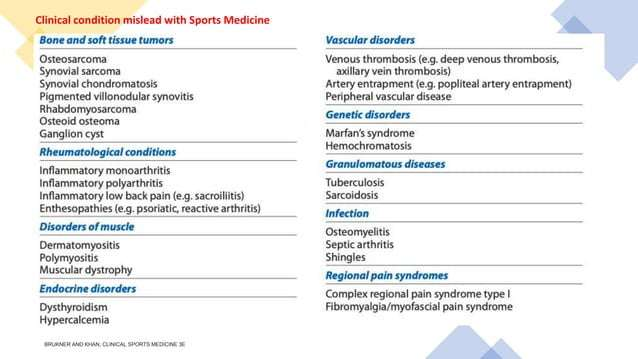 Clinical condition mislead with Sports Medicine
Bone and soft tissue tumors
Osteosarcoma
Synovial sarcoma
Synovial chondromatosis
Pigmented villonodular synovitis
Rhabdomyosarcoma
Osteoid osteoma
Ganglion cyst
Rheumatological conditions
Inflammatory monoarthritis
Inflammatory polyarthritis
Inflammatory low back pain (e.g. sacroiliitis)
Enthesopathies (e.g. psoriatic, reactive arthritis)
Disorders of muscle
Dermatomyositis
Polymyositis
Muscular dystrophy
Endocrine disorders
Dysthyroidism
Hypercalcemia
Vascular disorders
Venous thrombosis (e.g. deep venous thrombosis,
axillary vein thrombosis)
Artery entrapment (e.g. popliteal artery entrapment)
Peripheral vascular disease
Genetic disorders
Marfan's syndrome
Hemochromatosis
Granulomatous diseases
Tuberculosis
Sarcoidosis
Infection
Osteomyelitis
Septic arthritis
Shingles
Regional pain syndromes
Complex regional pain syndrome type I
Fibromyalgia/myofascial pain syndrome
BRUKNER AND KHAN, CLINICAL SPORTS MEDICINE 3E